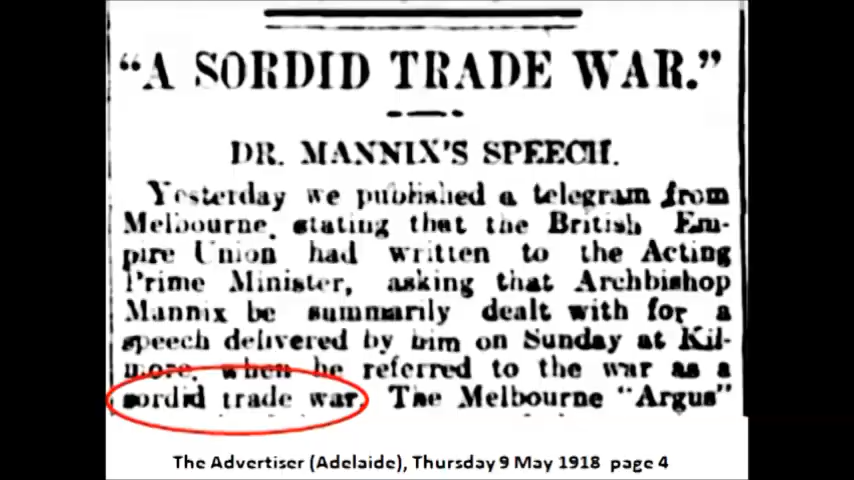 “A SORDID TRADE WAR.”
DR. MANNIX’S SPEECH.
Yesterday we published a telegram from
Melbourne, stating that the British Em-
pire Union had written to the Acting
Prime Minister, asking that Archbishop
Mannix be summarily dealt with for a
speech delivered by him on Sunday at Kil-
more, when he referred to the war as a
sordid trade war. The Melbourne “Argus”
The Advertiser (Adelaide), Thursday 9 May 1918 page 4